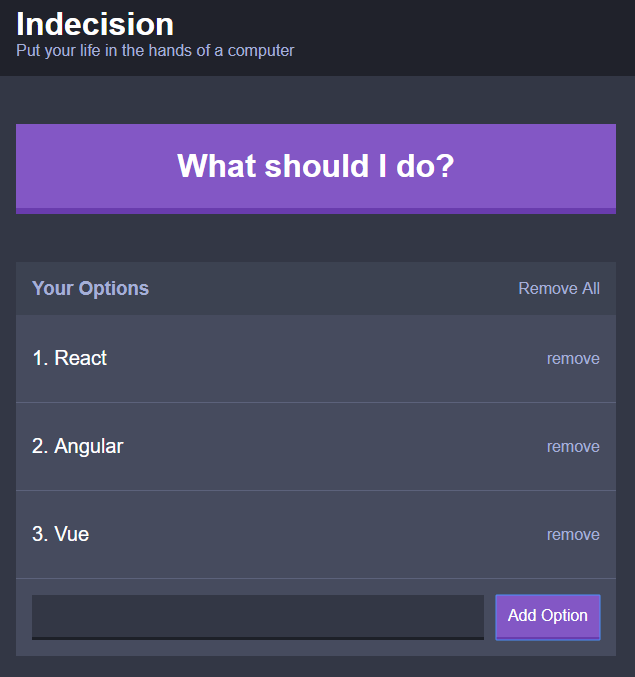 Indecision
Put your life in the hands of a computer
What should I do?
Your Options Remove All
1. React remove
2. Angular remove
3. Vue remove
Add Option